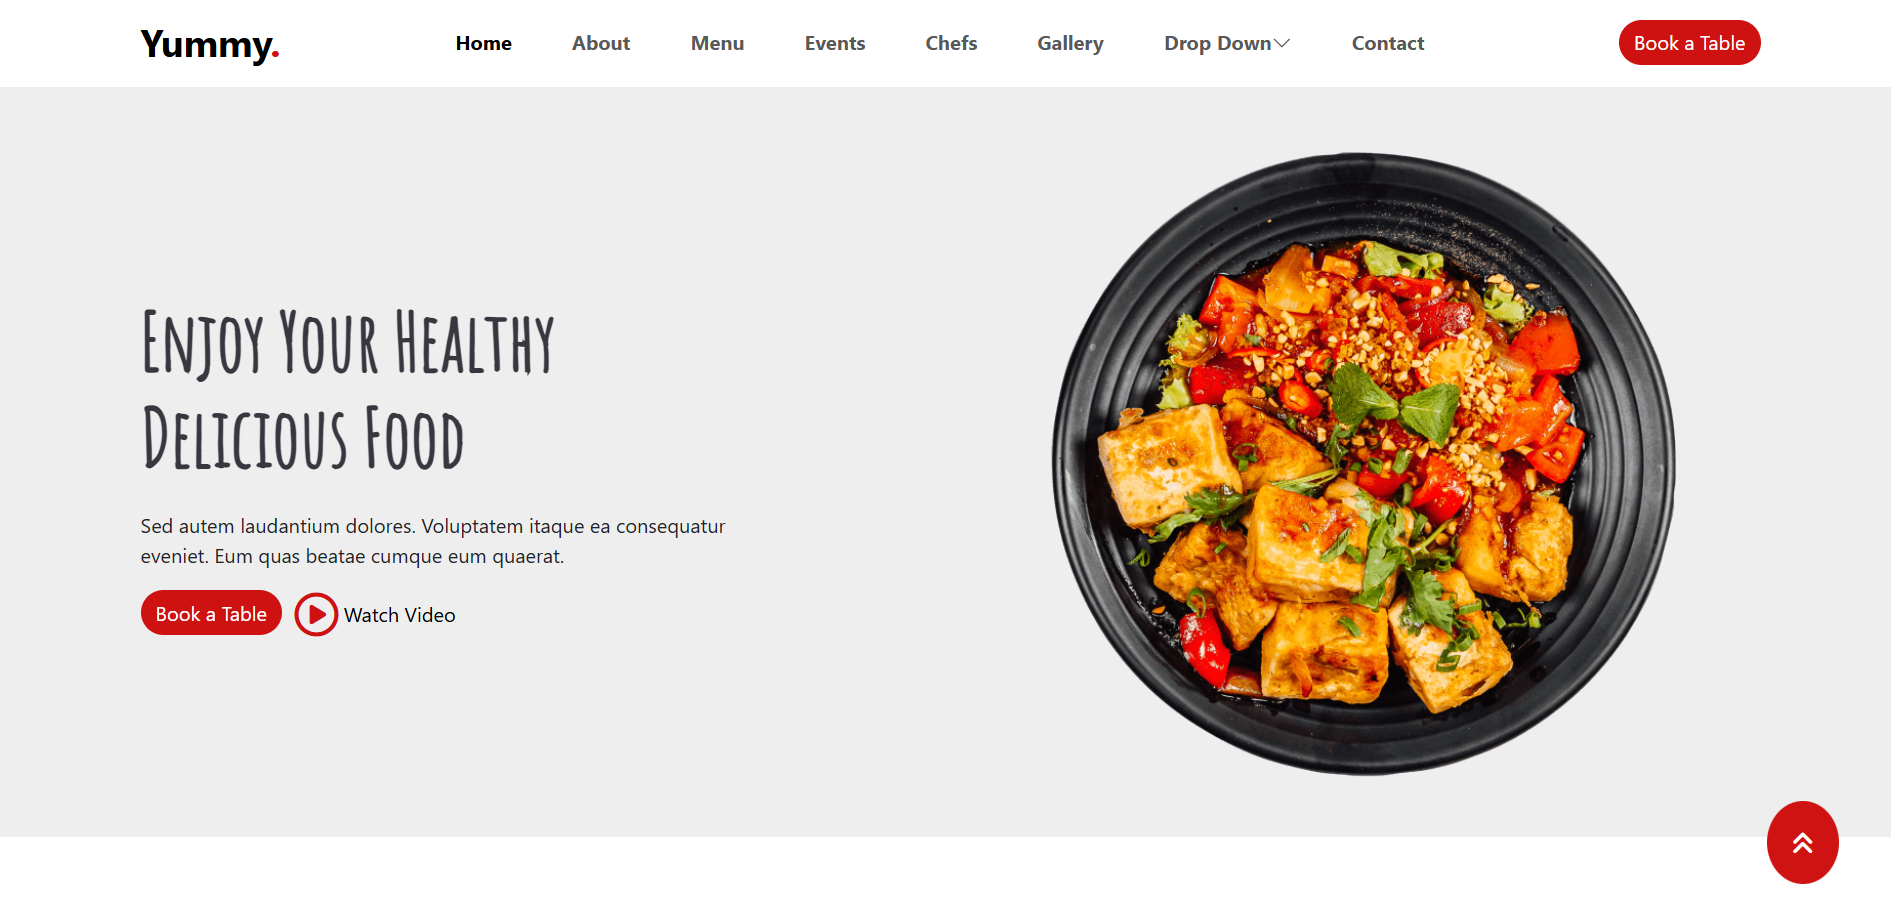 Yummy.
Home About Menu Events Chefs Gallery Drop Down Contact
Book a Table
Enjoy Your Healthy
Delicious Food
Sed autem laudantium dolores. Voluptatem itaque ea consequatur
eveniet. Eum quas beatae cumque eum quaerat.
Book a Table Watch Video